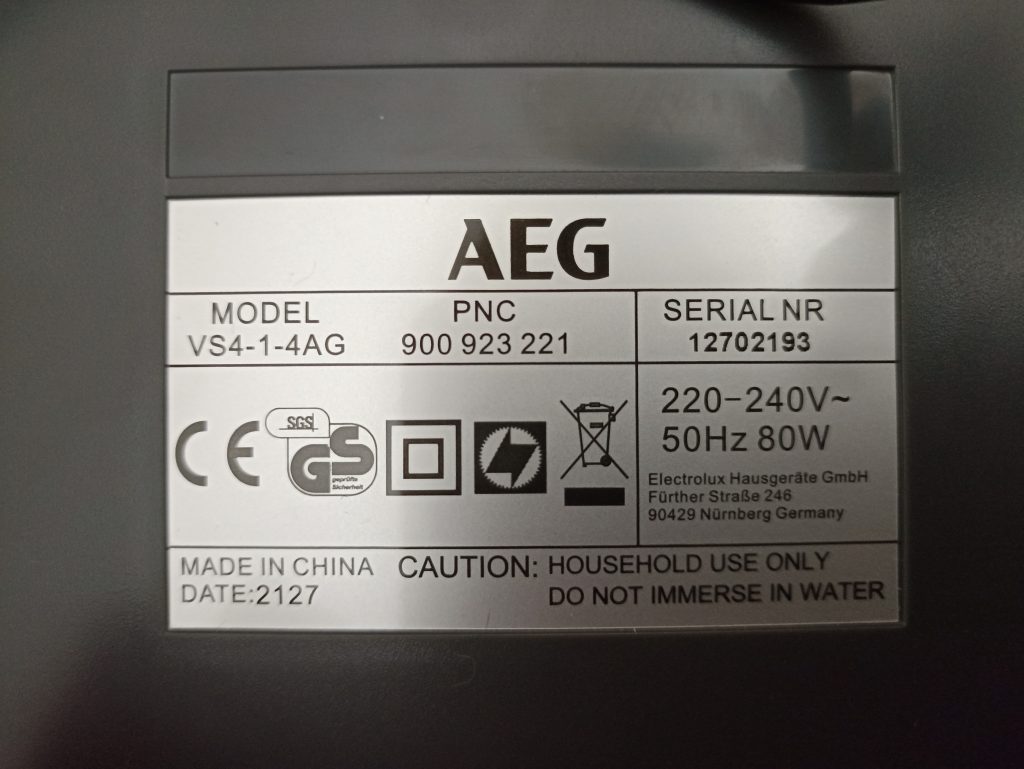 AEG
MODEL
VS4-1-4AG
PNC
900 923 221
SERIAL NR
12702193
CE
SGS
GS
geprüfte
Sicherheit
220-240V~
50Hz 80W
Electrolux Hausgeräte GmbH
Further Straße 246
90429 Nürnberg Germany
MADE IN CHINA
DATE:2127
CAUTION: HOUSEHOLD USE ONLY
DO NOT IMMERSE IN WATER